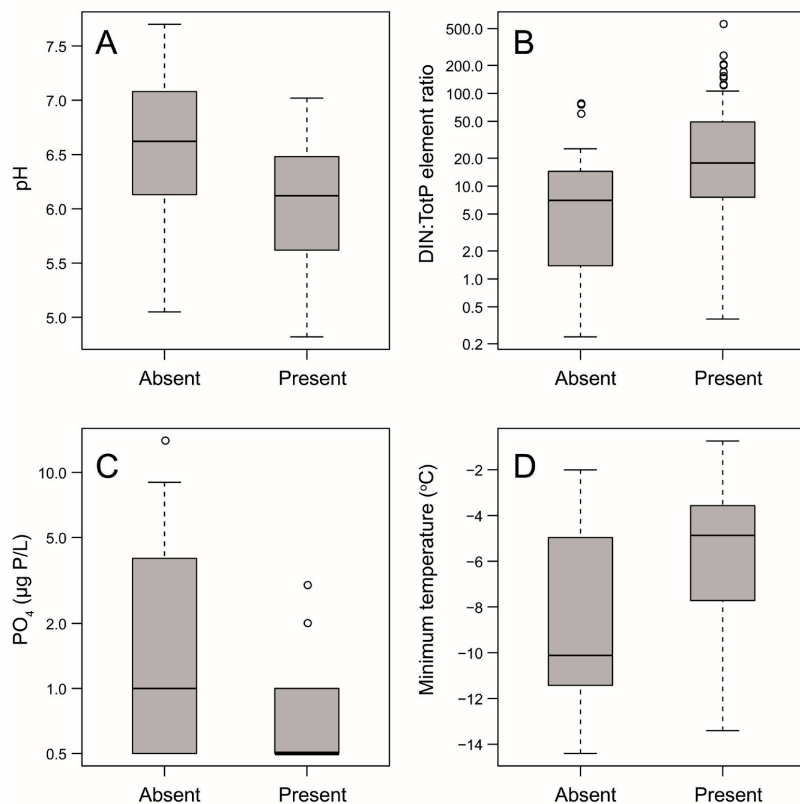 A
pH
7.5
7.0
6.5
6.0
5.5
5.0
Absent Present
B
DIN:TotP element ratio
500.0
200.0
100.0
50.0
20.0
10.0
5.0
2.0
1.0
0.5
0.2
Absent Present
C
PO₄ (µg P/L)
10.0
5.0
2.0
1.0
0.5
Absent Present
D
Minimum temperature (°C)
−2
−4
−6
−8
−10
−12
−14
Absent Present